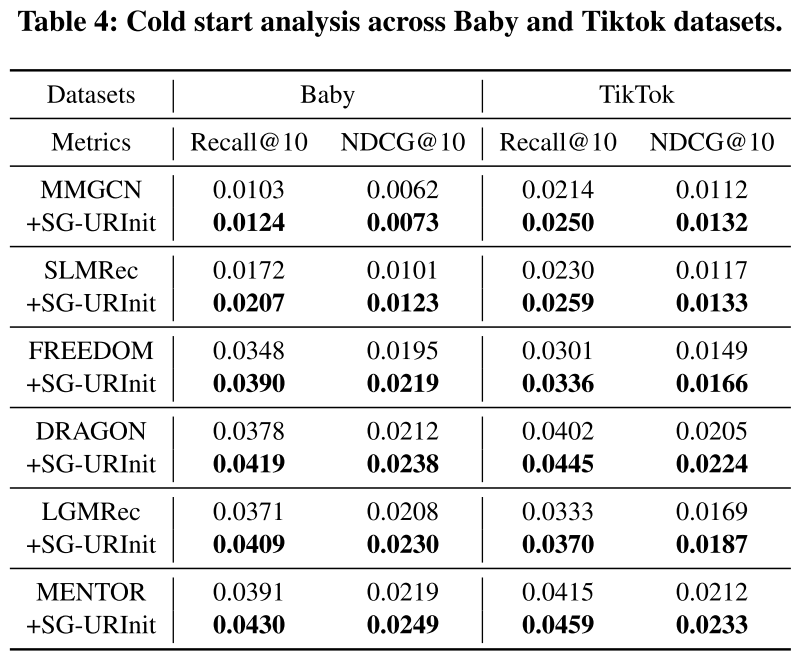 Table 4: Cold start analysis across Baby and Tiktok datasets.
Datasets Baby TikTok
Metrics Recall@10 NDCG@10 Recall@10 NDCG@10
MMGCN 0.0103 0.0062 0.0214 0.0112
+SG-URInit 0.0124 0.0073 0.0250 0.0132
SLMRec 0.0172 0.0101 0.0230 0.0117
+SG-URInit 0.0207 0.0123 0.0259 0.0133
FREEDOM 0.0348 0.0195 0.0301 0.0149
+SG-URInit 0.0390 0.0219 0.0336 0.0166
DRAGON 0.0378 0.0212 0.0402 0.0205
+SG-URInit 0.0419 0.0238 0.0445 0.0224
LGMRec 0.0371 0.0208 0.0333 0.0169
+SG-URInit 0.0409 0.0230 0.0370 0.0187
MENTOR 0.0391 0.0219 0.0415 0.0212
+SG-URInit 0.0430 0.0249 0.0459 0.0233